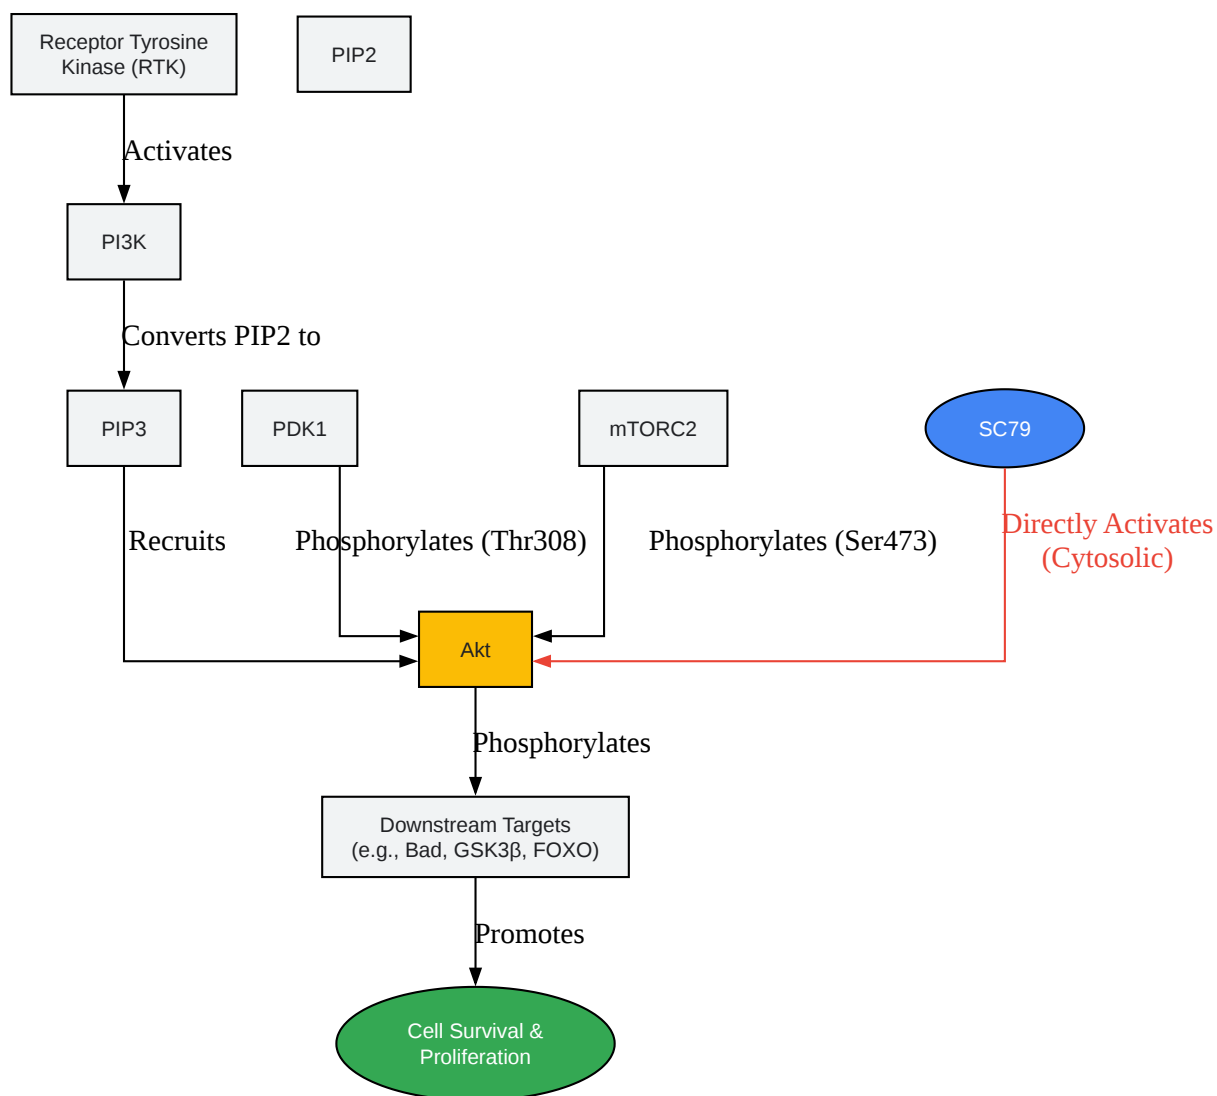 Receptor Tyrosine
Kinase (RTK)
PIP2
Activates
PI3K
Converts PIP2 to
PIP3
PDK1
mTORC2
SC79
Recruits
Phosphorylates (Thr308)
Phosphorylates (Ser473)
Directly Activates
(Cytosolic)
Akt
Phosphorylates
Downstream Targets
(e.g., Bad, GSK3β, FOXO)
Promotes
Cell Survival &
Proliferation